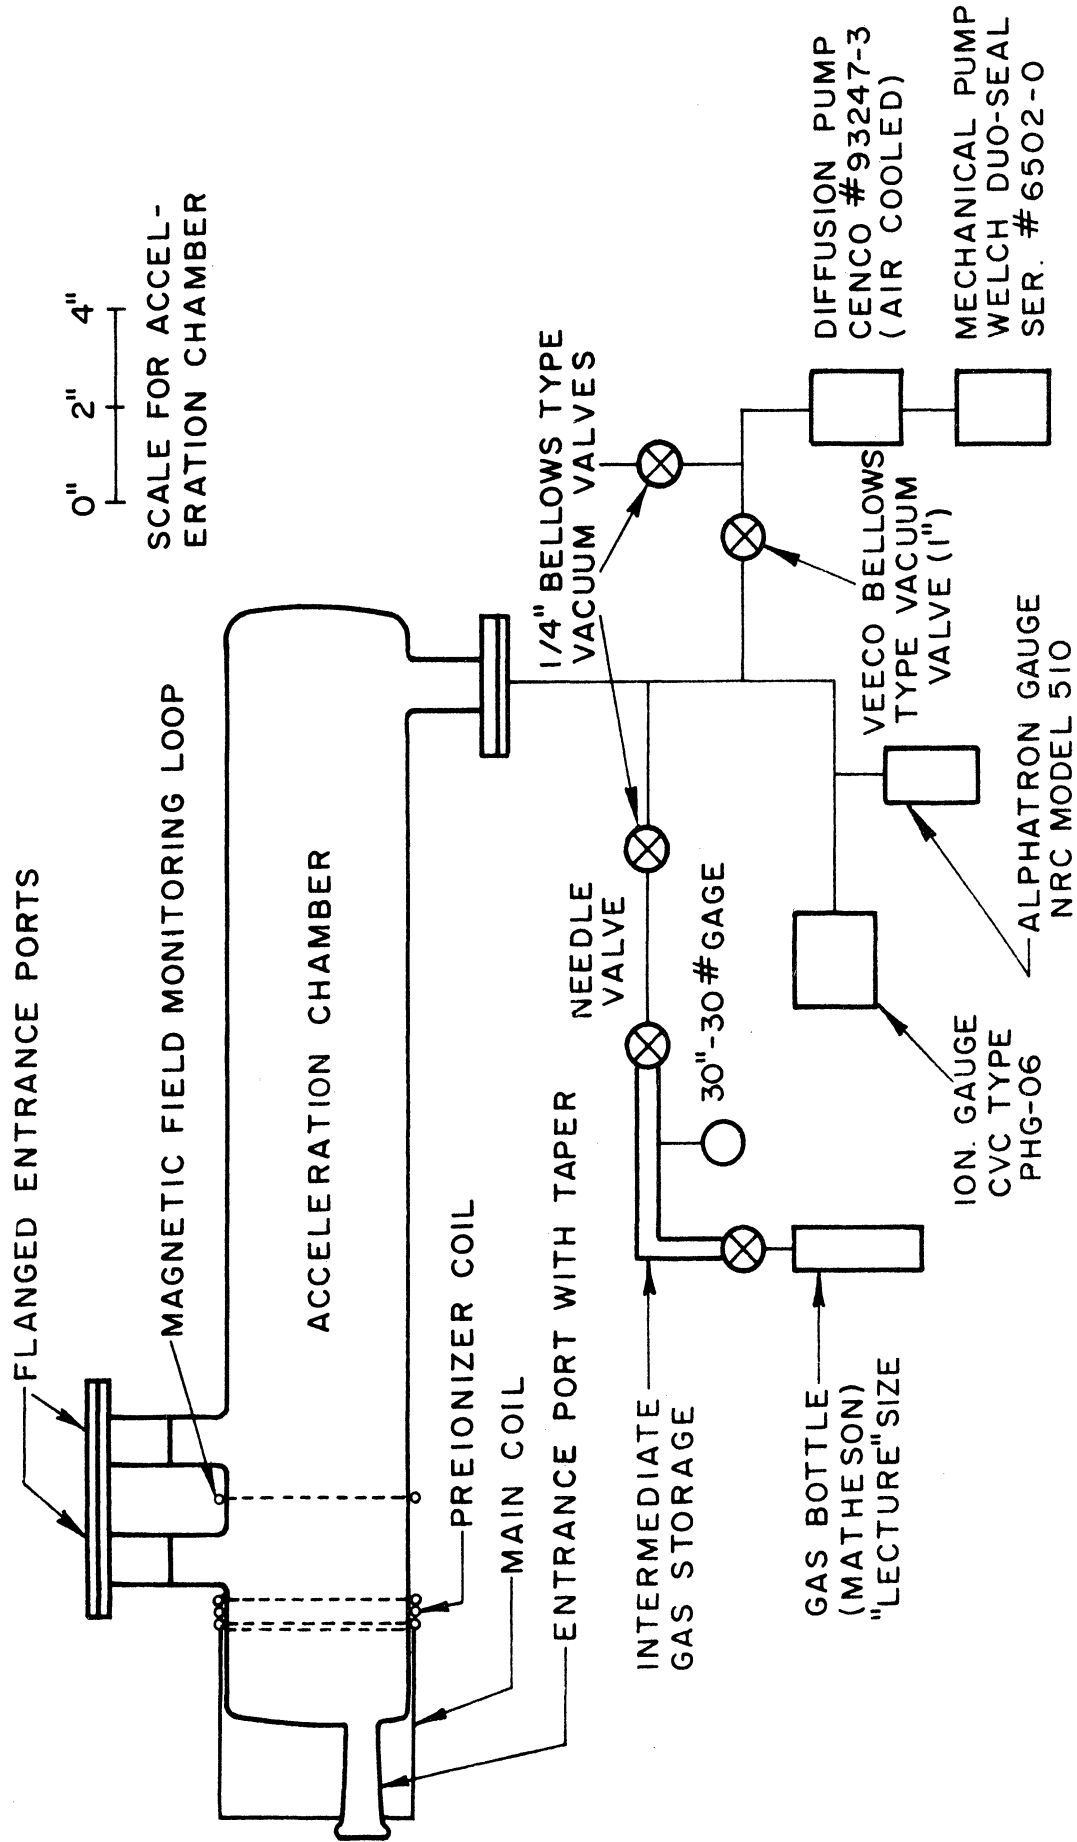 FLANGED ENTRANCE PORTS
MAGNETIC FIELD MONITORING LOOP
0" 2" 4"
SCALE FOR ACCEL-
ERATION CHAMBER
ACCELERATION CHAMBER
PREIONIZER COIL
MAIN COIL
ENTRANCE PORT WITH TAPER
1/4" BELLOWS TYPE
VACUUM VALVES
NEEDLE
VALVE
30"-30# GAGE
INTERMEDIATE
GAS STORAGE
GAS BOTTLE
(MATHESON)
"LECTURE" SIZE
ION. GAUGE
CVC TYPE
PHG-06
ALPHATRON GAUGE
NRC MODEL 510
VEECO BELLOWS
TYPE VACUUM
VALVE (1")
DIFFUSION PUMP
CENCO #93247-3
(AIR COOLED)
MECHANICAL PUMP
WELCH DUO-SEAL
SER. #6502-0